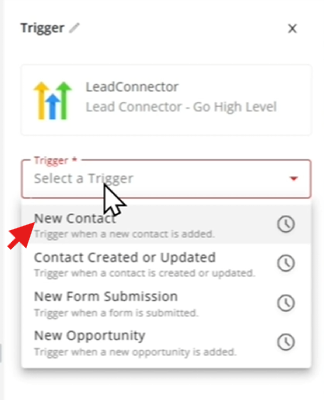 Trigger
LeadConnector
Lead Connector - Go High Level
Trigger *
Select a Trigger
New Contact
Trigger when a new contact is added.
Contact Created or Updated
Trigger when a contact is created or updated.
New Form Submission
Trigger when a form is submitted.
New Opportunity
Trigger when a new opportunity is added.